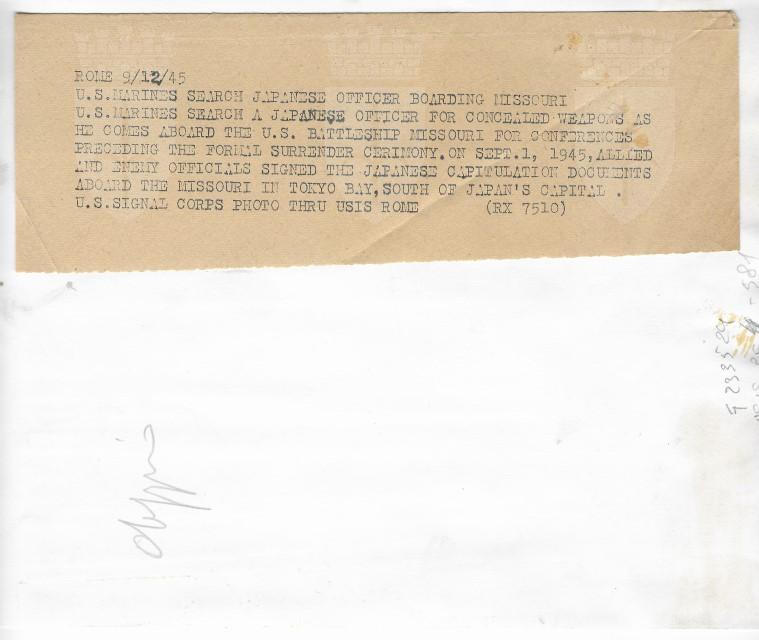 ROME 9/12/45
U.S.MARINES SEARCH JAPANESE OFFICER BOARDING MISSOURI
U.S.MARINES SEARCH A JAPANESE OFFICER FOR CONCEALED WEAPONS AS
HE COMES ABOARD THE U.S. BATTLESHIP MISSOURI FOR CONFERENCES
PRECEDING THE FORMAL SURRENDER CERIMONY.ON SEPT.1, 1945,ALLIED
AND ENEMY OFFICIALS SIGNED THE JAPANESE CAPITULATION DOCUMENTS
ABOARD THE MISSOURI IN TOKYO BAY,SOUTH OF JAPAN'S CAPITAL .
U.S.SIGNAL CORPS PHOTO THRU USIS ROME (RX 7510)